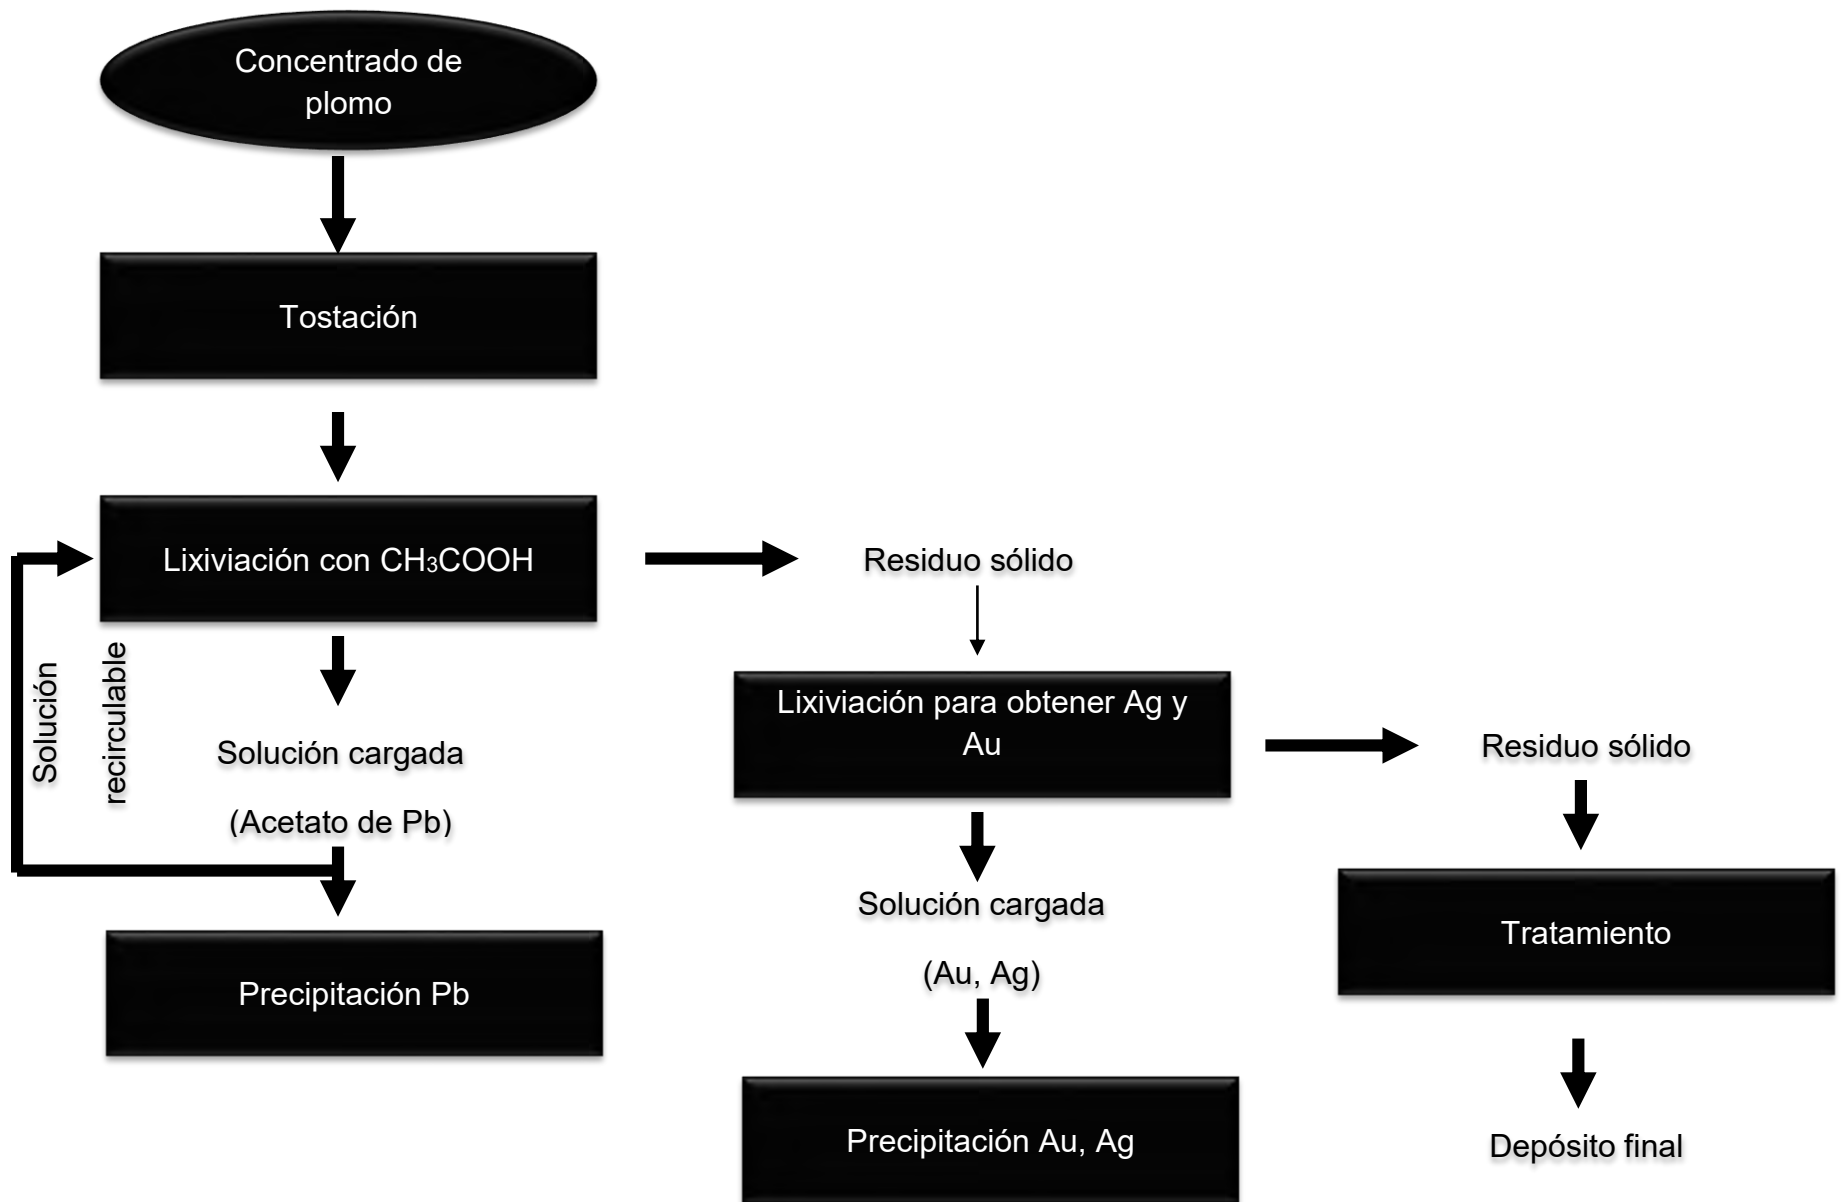 Concentrado de
plomo
Tostación
Lixiviación con CH₃COOH
Residuo sólido
Solución
recirculable
Solución cargada
(Acetato de Pb)
Precipitación Pb
Lixiviación para obtener Ag y
Au
Residuo sólido
Solución cargada
(Au, Ag)
Precipitación Au, Ag
Tratamiento
Depósito final